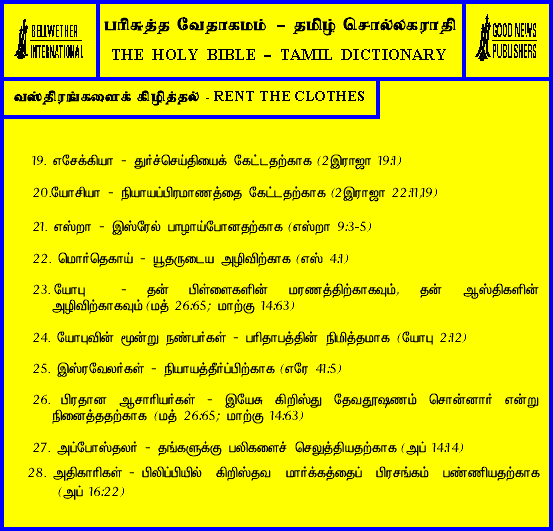 BELLWETHER
INTERNATIONAL
பரிசுத்த வேதாகமம் – தமிழ் சொல்லகராதி
THE HOLY BIBLE – TAMIL DICTIONARY
GOOD NEWS
PUBLISHERS
வஸ்திரங்களைக் கிழித்தல் - RENT THE CLOTHES
19. எசேக்கியா - துர்ச்செய்தியைக் கேட்டதற்காக (2இராஜா 19:1)
20.யோசியா - நியாயப்பிரமாணத்தை கேட்டதற்காக (2இராஜா 22:11,19)
21. எஸ்றா - இஸ்ரேல் பாழாய்போனதற்காக (எஸ்றா 9:3-5)
22. மொர்தெகாய் - யூதருடைய அழிவிற்காக (எஸ் 4:1)
23. யோபு - தன் பிள்ளைகளின் மரணத்திற்காகவும், தன் ஆஸ்திகளின்
அழிவிற்காகவும் (மத் 26:65; மாற்கு 14:63)
24. யோபுவின் மூன்று நண்பர்கள் - பரிதாபத்தின் நிமித்தமாக (யோபு 2:12)
25. இஸ்ரவேலர்கள் - நியாயத்தீர்ப்பிற்காக (எரே 41:5)
26. பிரதான ஆசாரியர்கள் - இயேசு கிறிஸ்து தேவதூஷணம் சொன்னார் என்று
நினைத்ததற்காக (மத் 26:65; மாற்கு 14:63)
27. அப்போஸ்தலர் - தங்களுக்கு பலிகளைச் செலுத்தியதற்காக (அப் 14:14)
28. அதிகாரிகள் - பிலிப்பியில் கிறிஸ்தவ மார்க்கத்தைப் பிரசங்கம் பண்ணியதற்காக
(அப் 16:22)